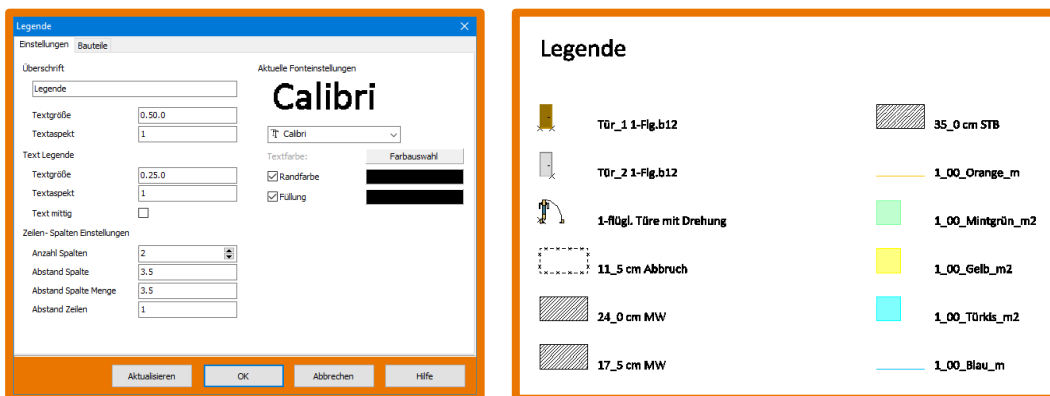 Legende
Einstellungen Bauteile
Überschrift
Legende
Textgröße 0.50.0
Textaspekt 1
Text Legende
Textgröße 0.25.0
Textaspekt 1
Text mittig
Zeilen- Spalten Einstellungen
Anzahl Spalten 2
Abstand Spalte 3.5
Abstand Spalte Menge 3.5
Abstand Zeilen 1
Aktuelle Fonteinstellungen
Calibri
Calibri
Textfarbe: Farbauswahl
Randfarbe
Füllung
Aktualisieren OK Abbrechen Hilfe
Legende
Tür_1 1-Flg.b12
Tür_2 1-Flg.b12
1-flügl. Türe mit Drehung
11_5 cm Abbruch
24_0 cm MW
17_5 cm MW
35_0 cm STB
1_00_Orange_m
1_00_Mintgrün_m2
1_00_Gelb_m2
1_00_Türkis_m2
1_00_Blau_m